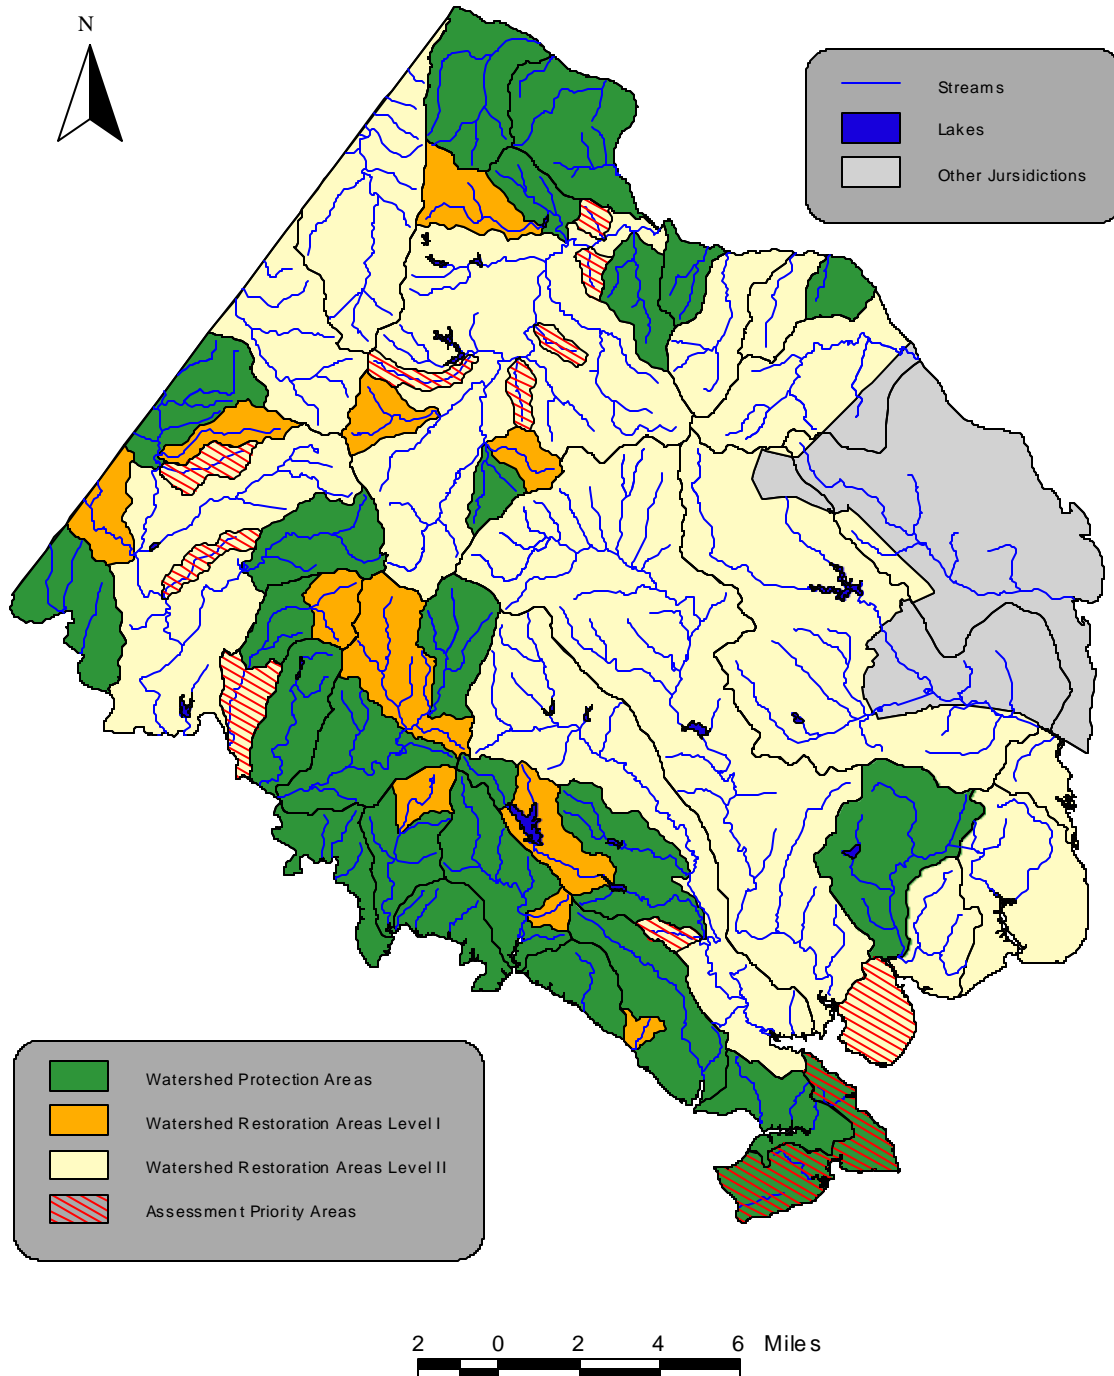 N
Streams
Lakes
Other Jursidictions
Watershed Protection Areas
Watershed Restoration Areas Level I
Watershed Restoration Areas Level II
Assessment Priority Areas
2 0 2 4 6 Miles